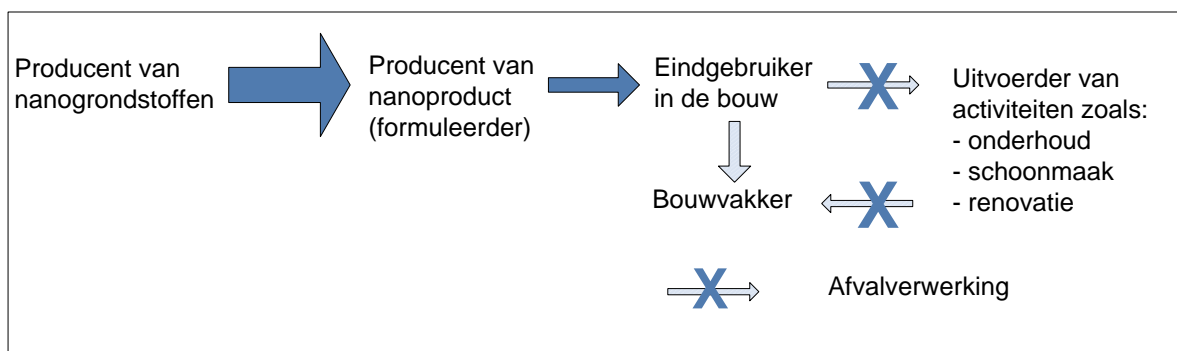 Producent van
nanogrondstoffen
Producent van
nanoproduct
(formuleerder)
Eindgebruiker
in de bouw
X
Uitvoerder van
activiteiten zoals:
- onderhoud
- schoonmaak
- renovatie
Bouwvakker
X
X
Afvalverwerking